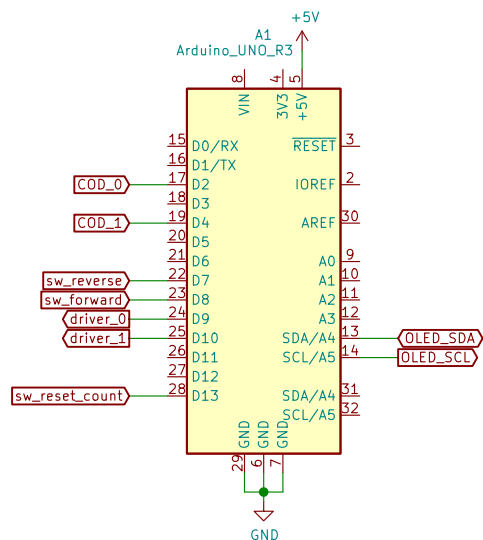 +5V
A1
Arduino_UNO_R3
8
4
5
VIN
3V3
+5V
15 D0/RX
RESET 3
16 D1/TX
COD_0 17 D2
IOREF 2
18 D3
COD_1 19 D4
AREF 30
20 D5
21 D6
A0 9
sw_reverse 22 D7
A1 10
sw_forward 23 D8
A2 11
driver_0 24 D9
A3 12
driver_1 25 D10
SDA/A4 13 OLED_SDA
26 D11
SCL/A5 14 OLED_SCL
27 D12
sw_reset_count 28 D13
SDA/A4 31
SCL/A5 32
GND
GND
GND
29
6
7
GND